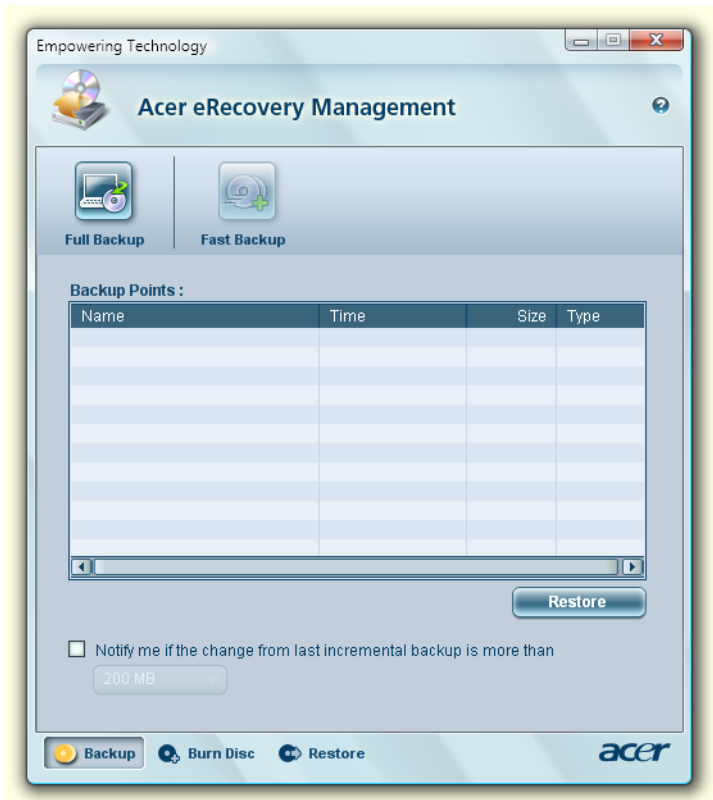 Empowering Technology
Acer eRecovery Management
Full Backup
Fast Backup
Backup Points :
Name Time Size Type
Restore
Notify me if the change from last incremental backup is more than
200 MB
Backup Burn Disc Restore acer